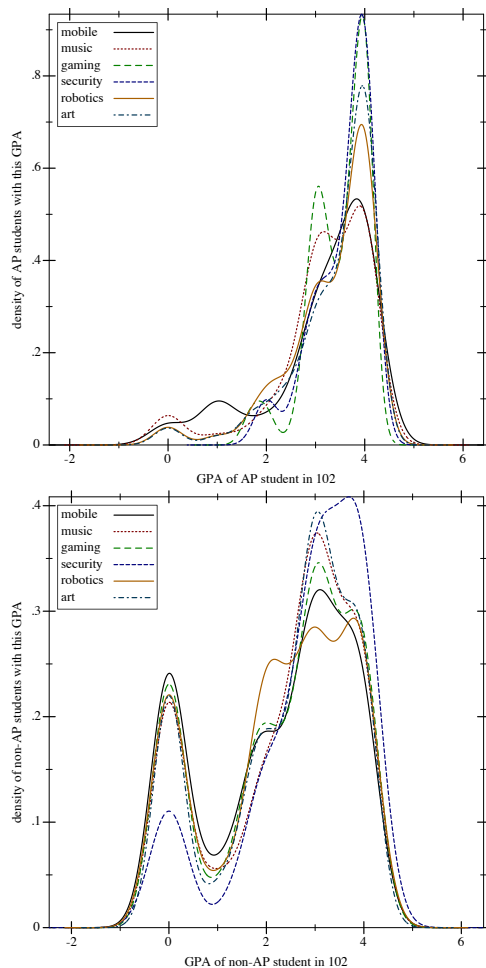 density of AP students with this GPA
mobile
music
gaming
security
robotics
art
.8
.6
.4
.2
0
-2
0
2
4
6
GPA of AP student in 102
density of non-AP students with this GPA
mobile
music
gaming
security
robotics
art
.4
.3
.2
.1
0
-2
0
2
4
6
GPA of non-AP student in 102